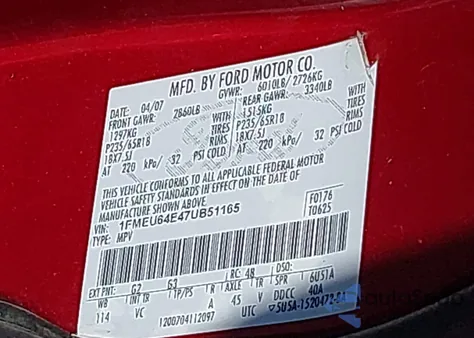 MFD. BY FORD MOTOR CO.
DATE: 04/07 GVWR: 6010LB/2726KG
FRONT GAWR: 2860LB REAR GAWR: 3340LB
1297KG WITH 1515KG WITH
P235/65R18 TIRES P235/65R18 TIRES
18X7.5J RIMS 18X7.5J RIMS
AT 220 kPa/ 32 PSI COLD AT 220 kPa/ 32 PSI COLD
THIS VEHICLE CONFORMS TO ALL APPLICABLE FEDERAL MOTOR
VEHICLE SAFETY STANDARDS IN EFFECT ON THE DATE OF
MANUFACTURE SHOWN ABOVE.
VIN: 1FMEU64E47UB51165 F0176
TYPE: MPV T0625
EXT PNT: G2 G3 RC: 48 DSO:
WB INT TR TP/PS R AXLE TR SPR 6U51A
114 VC A 45 V DDCC 40A
1200704112097 UTC